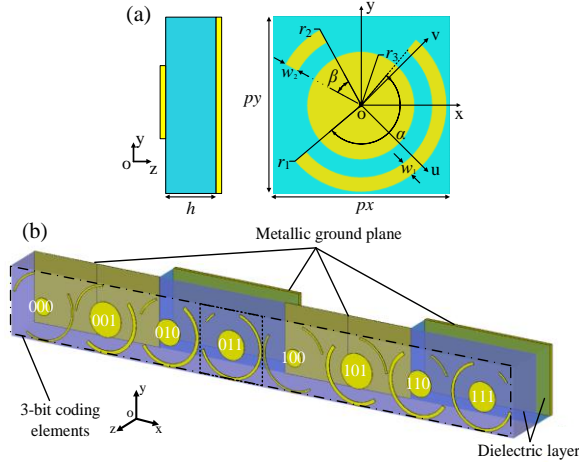 (a)
y
v
r2
r3
w2
β
py
o
x
y
o
z
α
r1
w1
u
h
px
(b)
Metallic ground plane
000
001
010
011
100
101
110
111
3-bit coding
elements
y
o
z
x
Dielectric layer